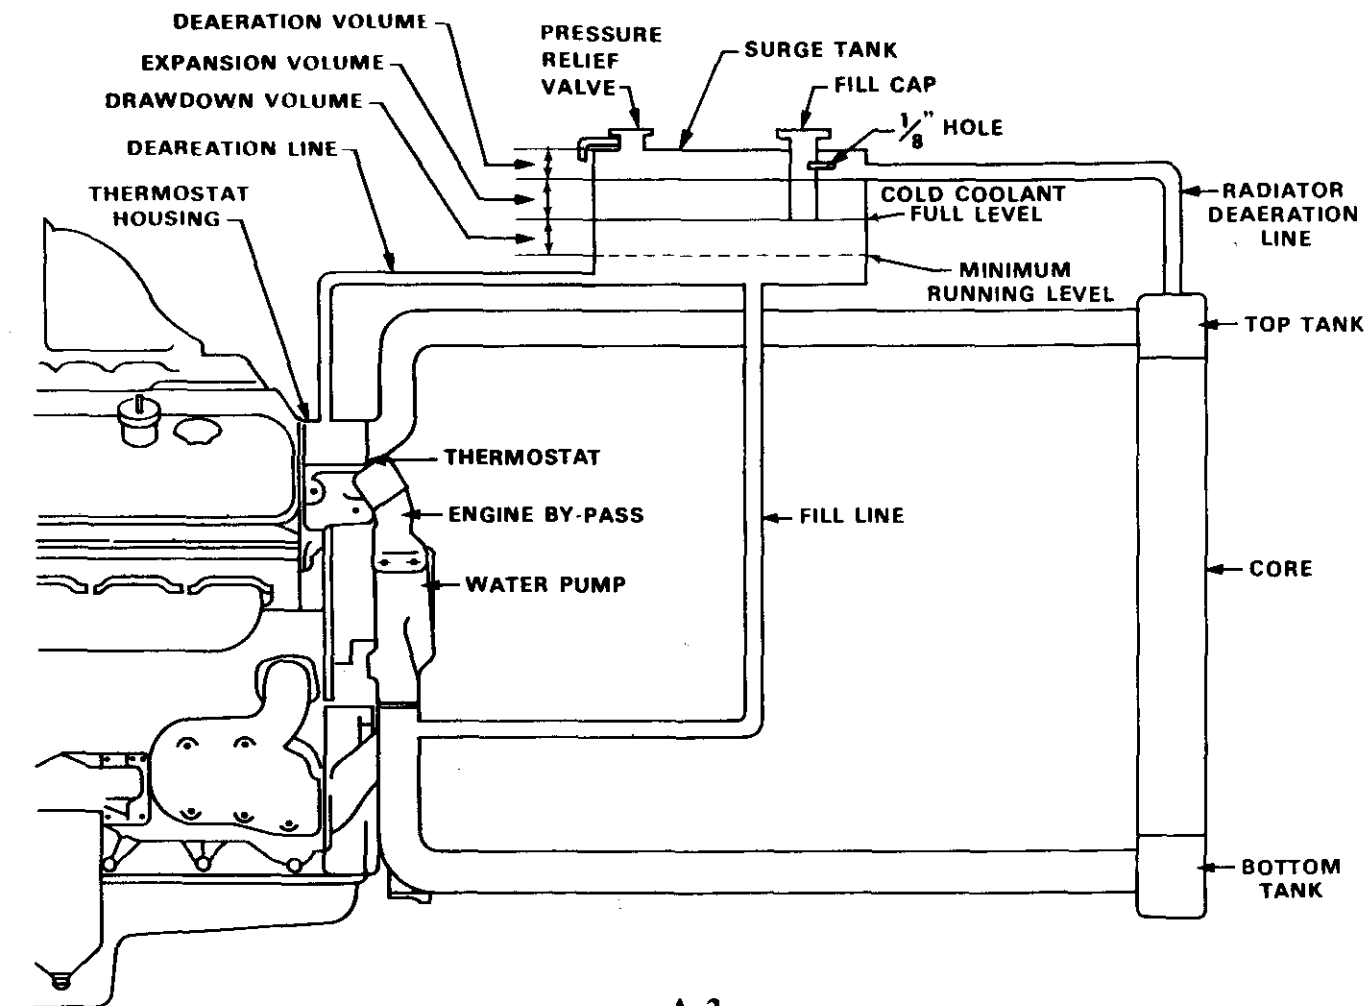 DEAERATION VOLUME
EXPANSION VOLUME
DRAWDOWN VOLUME
DEAREATION LINE
THERMOSTAT
HOUSING
PRESSURE
RELIEF
VALVE
SURGE TANK
FILL CAP
1/8" HOLE
COLD COOLANT
FULL LEVEL
RADIATOR
DEAERATION
LINE
MINIMUM
RUNNING LEVEL
TOP TANK
THERMOSTAT
ENGINE BY-PASS
FILL LINE
WATER PUMP
CORE
BOTTOM
TANK
A-3